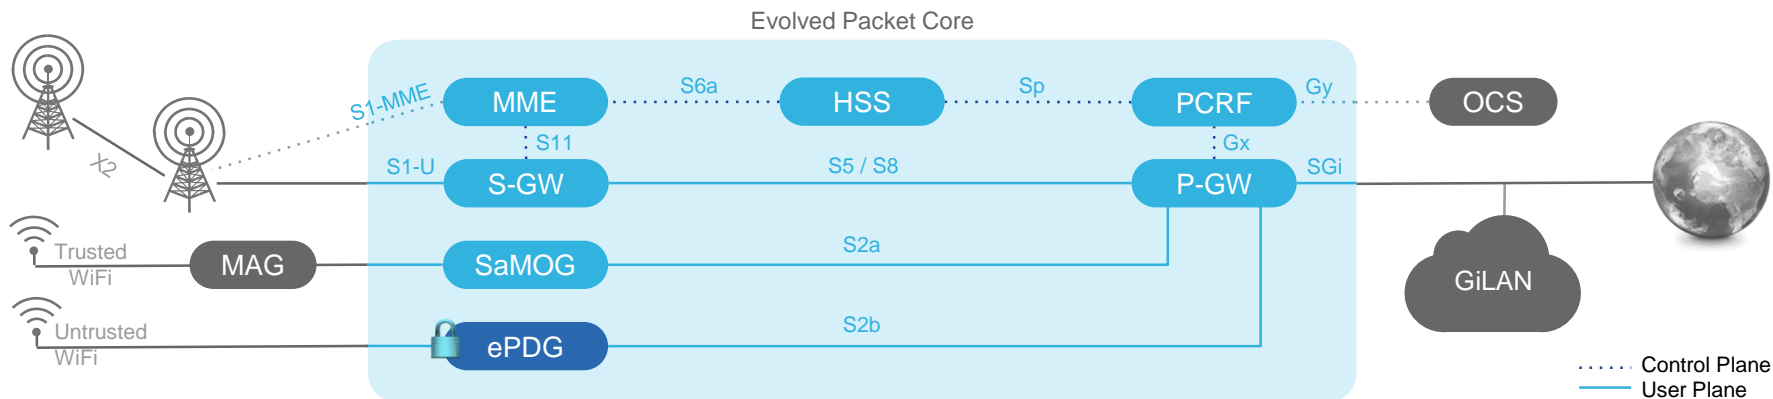 Evolved Packet Core
S1-MME
MME
S6a
HSS
Sp
PCRF
Gy
OCS
X2
S11
Gx
S1-U
S-GW
S5 / S8
P-GW
SGi
Trusted
WiFi
MAG
SaMOG
S2a
GiLAN
Untrusted
WiFi
ePDG
S2b
Control Plane
User Plane